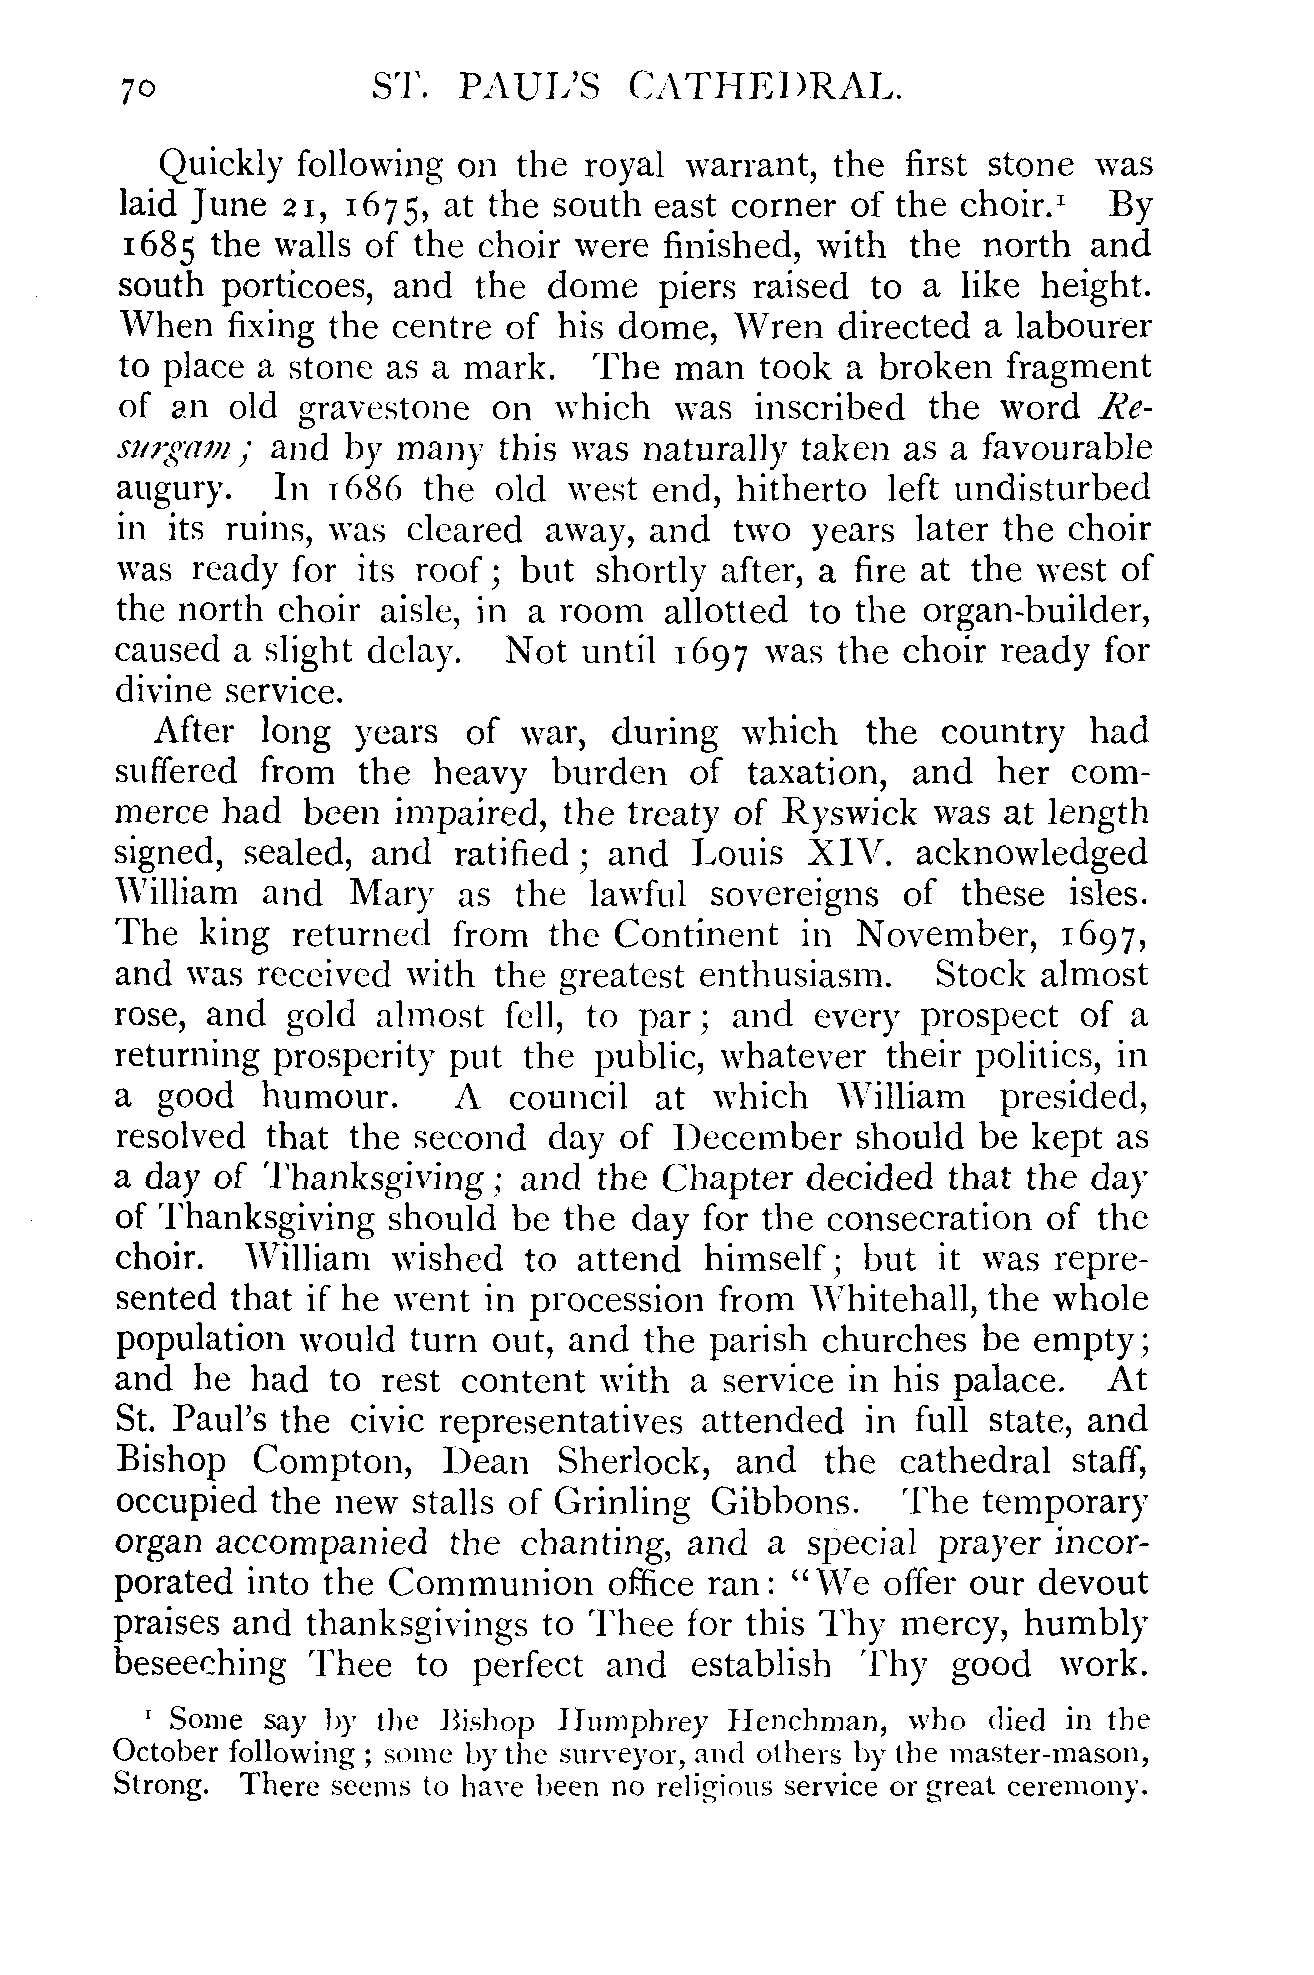 70 ST. PAUL'S CATHEDRAL.
Quickly following on the royal warrant, the first stone was
laid June 21, 1675, at the south east corner of the choir.¹ By
1685 the walls of the choir were finished, with the north and
south porticoes, and the dome piers raised to a like height.
When fixing the centre of his dome, Wren directed a labourer
to place a stone as a mark. The man took a broken fragment
of an old gravestone on which was inscribed the word Re-
surgam; and by many this was naturally taken as a favourable
augury. In 1686 the old west end, hitherto left undisturbed
in its ruins, was cleared away, and two years later the choir
was ready for its roof; but shortly after, a fire at the west of
the north choir aisle, in a room allotted to the organ-builder,
caused a slight delay. Not until 1697 was the choir ready for
divine service.
After long years of war, during which the country had
suffered from the heavy burden of taxation, and her com-
merce had been impaired, the treaty of Ryswick was at length
signed, sealed, and ratified; and Louis XIV. acknowledged
William and Mary as the lawful sovereigns of these isles.
The king returned from the Continent in November, 1697,
and was received with the greatest enthusiasm. Stock almost
rose, and gold almost fell, to par; and every prospect of a
returning prosperity put the public, whatever their politics, in
a good humour. A council at which William presided,
resolved that the second day of December should be kept as
a day of Thanksgiving; and the Chapter decided that the day
of Thanksgiving should be the day for the consecration of the
choir. William wished to attend himself; but it was repre-
sented that if he went in procession from Whitehall, the whole
population would turn out, and the parish churches be empty;
and he had to rest content with a service in his palace. At
St. Paul's the civic representatives attended in full state, and
Bishop Compton, Dean Sherlock, and the cathedral staff,
occupied the new stalls of Grinling Gibbons. The temporary
organ accompanied the chanting, and a special prayer incor-
porated into the Communion office ran: "We offer our devout
praises and thanksgivings to Thee for this Thy mercy, humbly
beseeching Thee to perfect and establish Thy good work.
¹ Some say by the Bishop Humphrey Henchman, who died in the
October following; some by the surveyor, and others by the master-mason,
Strong. There seems to have been no religious service or great ceremony.